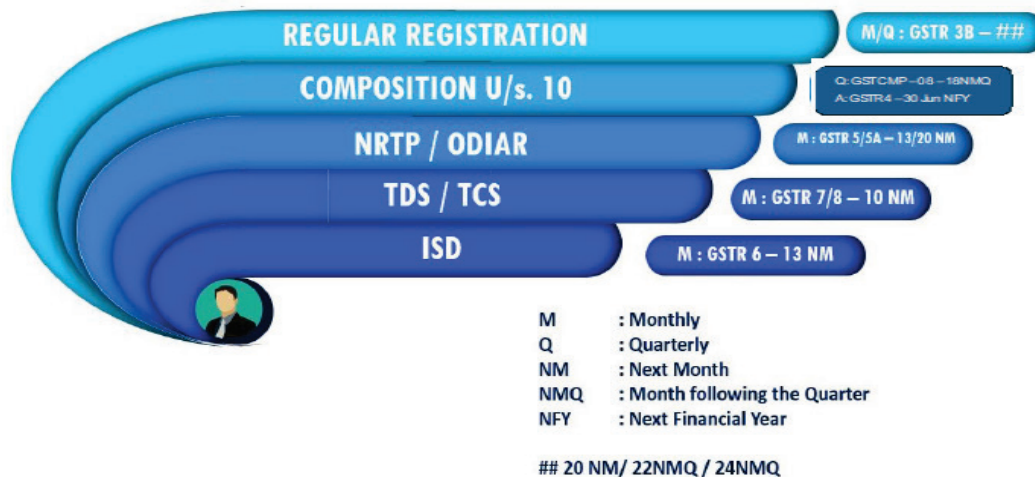 REGULAR REGISTRATION
M/Q : GSTR 3B – ##
COMPOSITION U/s. 10
Q: GSTCMP –08 – 18NMQ
A: GSTR4 –30 Jun NFY
NRTP / ODIAR
M : GSTR 5/5A – 13/20 NM
TDS / TCS
M : GSTR 7/8 – 10 NM
ISD
M : GSTR 6 – 13 NM
M : Monthly
Q : Quarterly
NM : Next Month
NMQ : Month following the Quarter
NFY : Next Financial Year
## 20 NM/ 22NMQ / 24NMQ